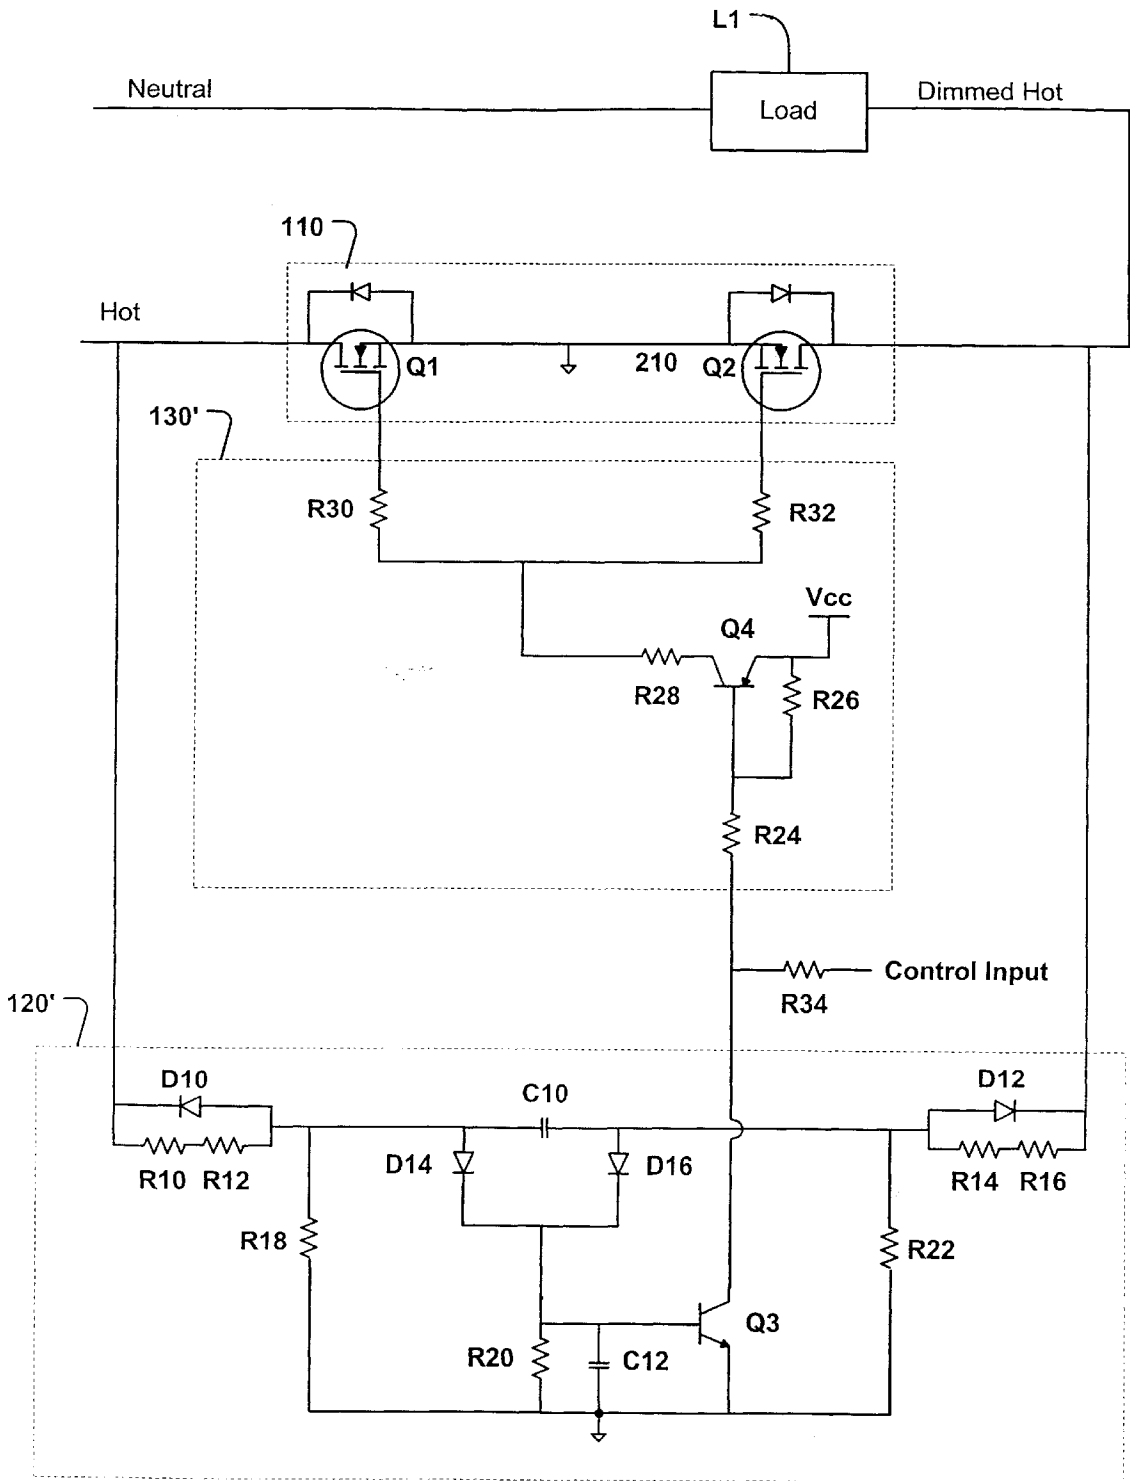 L1
Neutral
Load
Dimmed Hot
110
Hot
Q1
210
Q2
130'
R30
R32
Vcc
Q4
R28
R26
R24
Control Input
R34
120'
D10
C10
D12
R10 R12
D14
D16
R14 R16
R18
R22
Q3
R20
C12